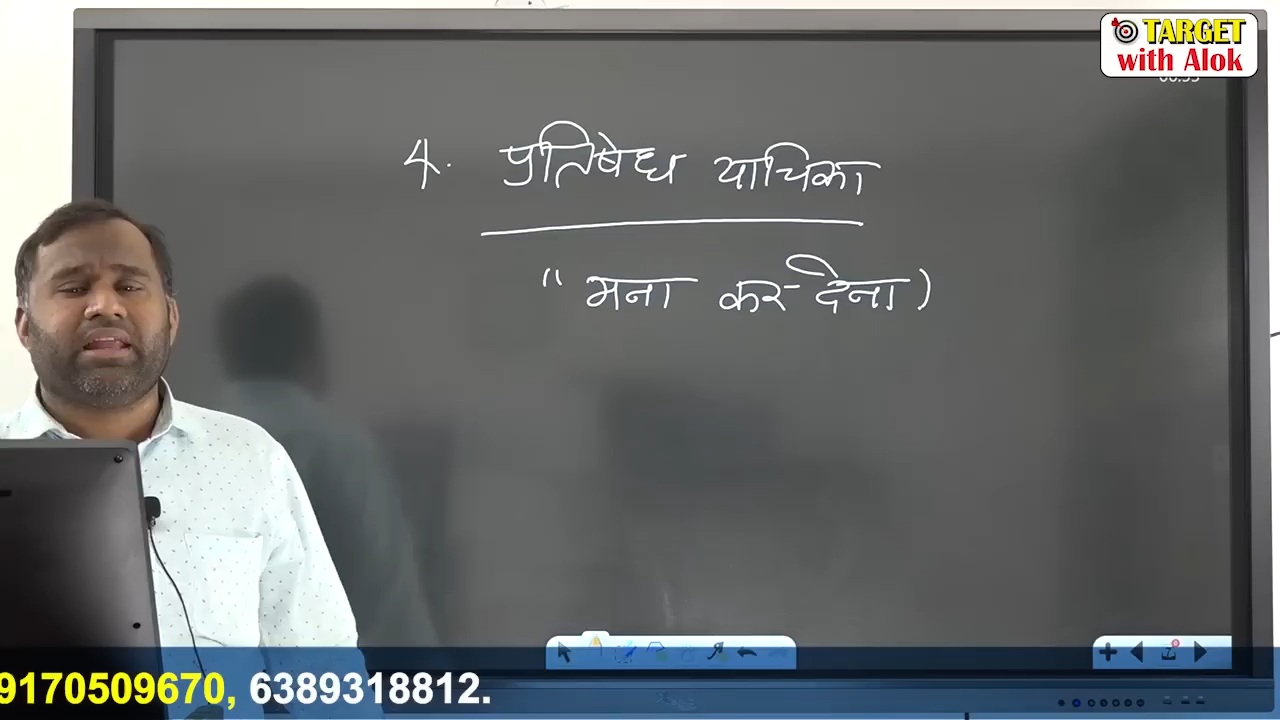 TARGET
with Alok
4. प्रतिषेध याचिका
" मना कर देना )
9170509670, 6389318812.